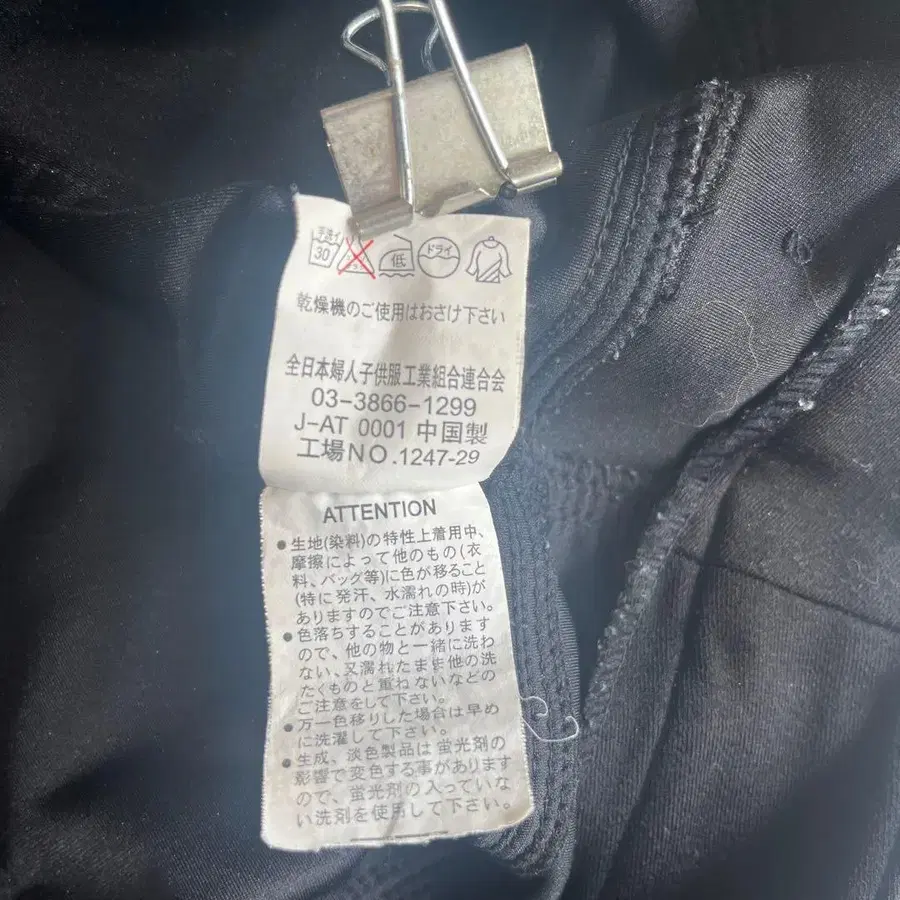 手洗イ 30 低 ドライ
乾燥機のご使用はおさけ下さい
全日本婦人子供服工業組合連合会
03-3866-1299
J-AT 0001 中国製
工場NO.1247-29
ATTENTION
●生地(染料)の特性上着用中、
摩擦によって他のもの(衣
料、バッグ等)に色が移ること
(特に発汗、水濡れの時)が
ありますのでご注意下さい。
●色落ちすることがあります
ので、他の物と一緒に洗わ
ない、又濡れたまま他の洗
たくものと重ねないなどの
ご注意をして下さい。
●万一色移りした場合は早め
に洗濯して下さい。
●生成、淡色製品は蛍光剤の
影響で変色する事があります
ので、蛍光剤の入っていな
い洗剤を使用して下さい。